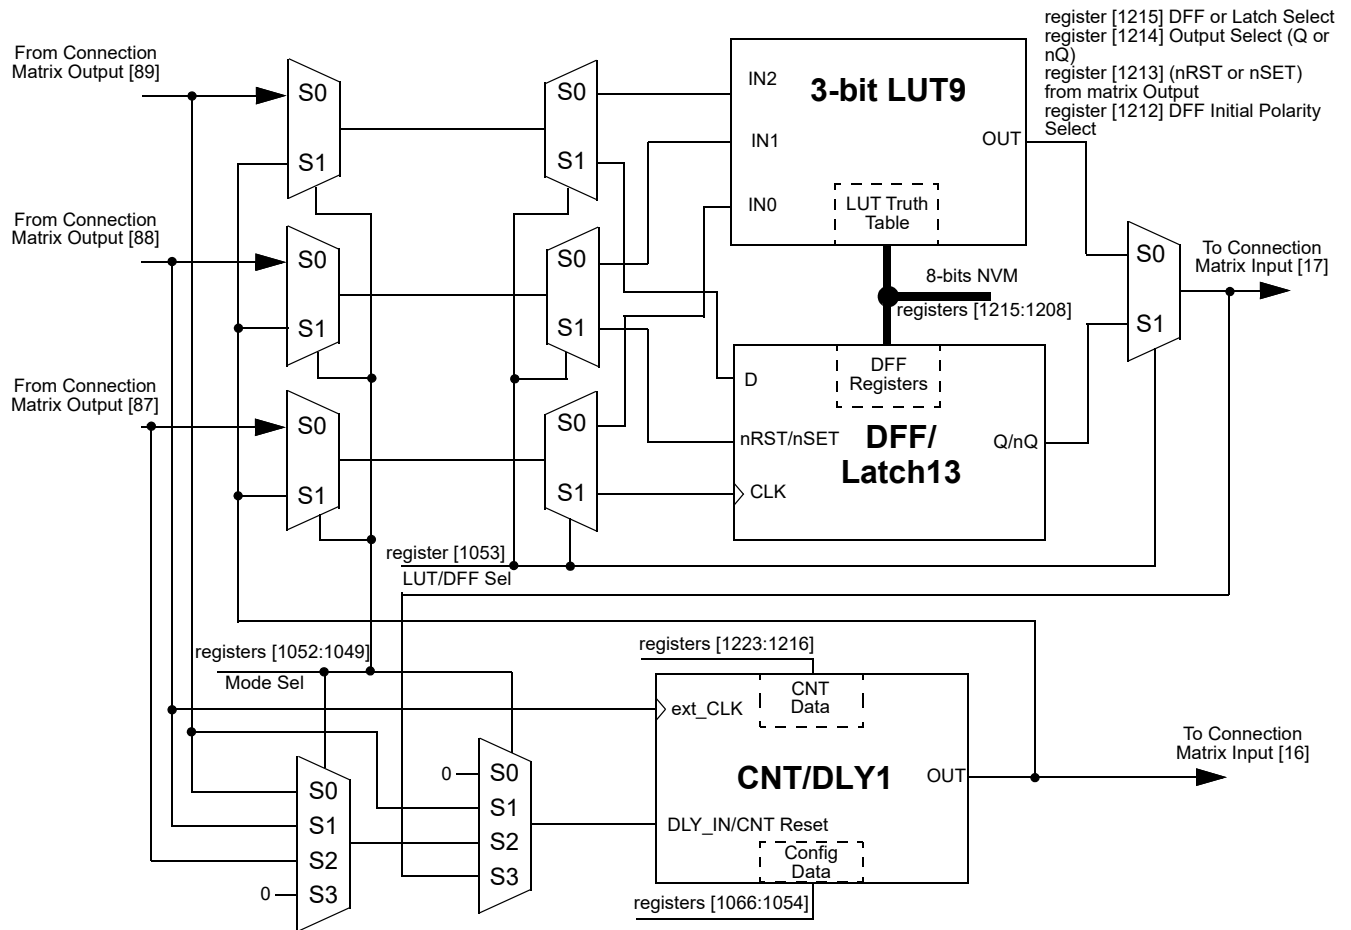 register [1215] DFF or Latch Select
register [1214] Output Select (Q or
nQ)
register [1213] (nRST or nSET)
from matrix Output
register [1212] DFF Initial Polarity
Select
From Connection
Matrix Output [89]
S0
S1
S0
S1
IN2
IN1
IN0
3-bit LUT9
OUT
LUT Truth
Table
From Connection
Matrix Output [88]
S0
S1
S0
S1
8-bits NVM
registers [1215:1208]
S0
S1
To Connection
Matrix Input [17]
From Connection
Matrix Output [87]
S0
S1
S0
S1
DFF
Registers
D
nRST/nSET
CLK
DFF/
Latch13
Q/nQ
register [1053]
LUT/DFF Sel
registers [1052:1049]
Mode Sel
registers [1223:1216]
CNT
Data
ext_CLK
CNT/DLY1
OUT
DLY_IN/CNT Reset
Config
Data
registers [1066:1054]
To Connection
Matrix Input [16]
S0
S1
S2
0
S3
0
S0
S1
S2
S3